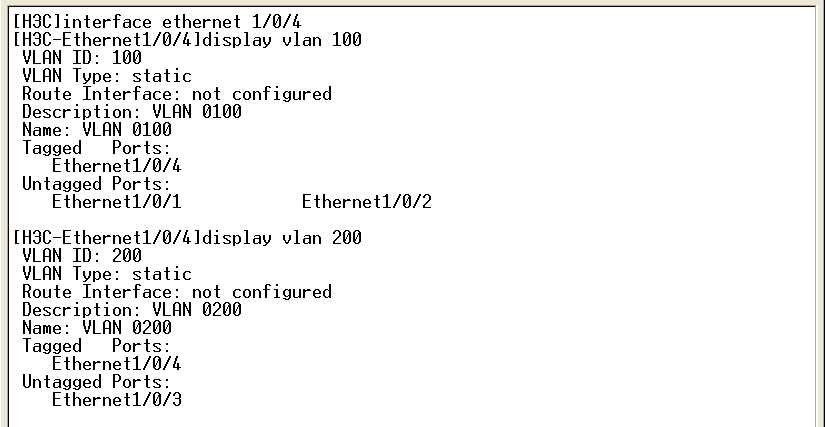 [H3C]interface ethernet 1/0/4
[H3C-Ethernet1/0/4]display vlan 100
VLAN ID: 100
VLAN Type: static
Route Interface: not configured
Description: VLAN 0100
Name: VLAN 0100
Tagged   Ports:
Ethernet1/0/4
Untagged Ports:
Ethernet1/0/1            Ethernet1/0/2
[H3C-Ethernet1/0/4]display vlan 200
VLAN ID: 200
VLAN Type: static
Route Interface: not configured
Description: VLAN 0200
Name: VLAN 0200
Tagged   Ports:
Ethernet1/0/4
Untagged Ports:
Ethernet1/0/3